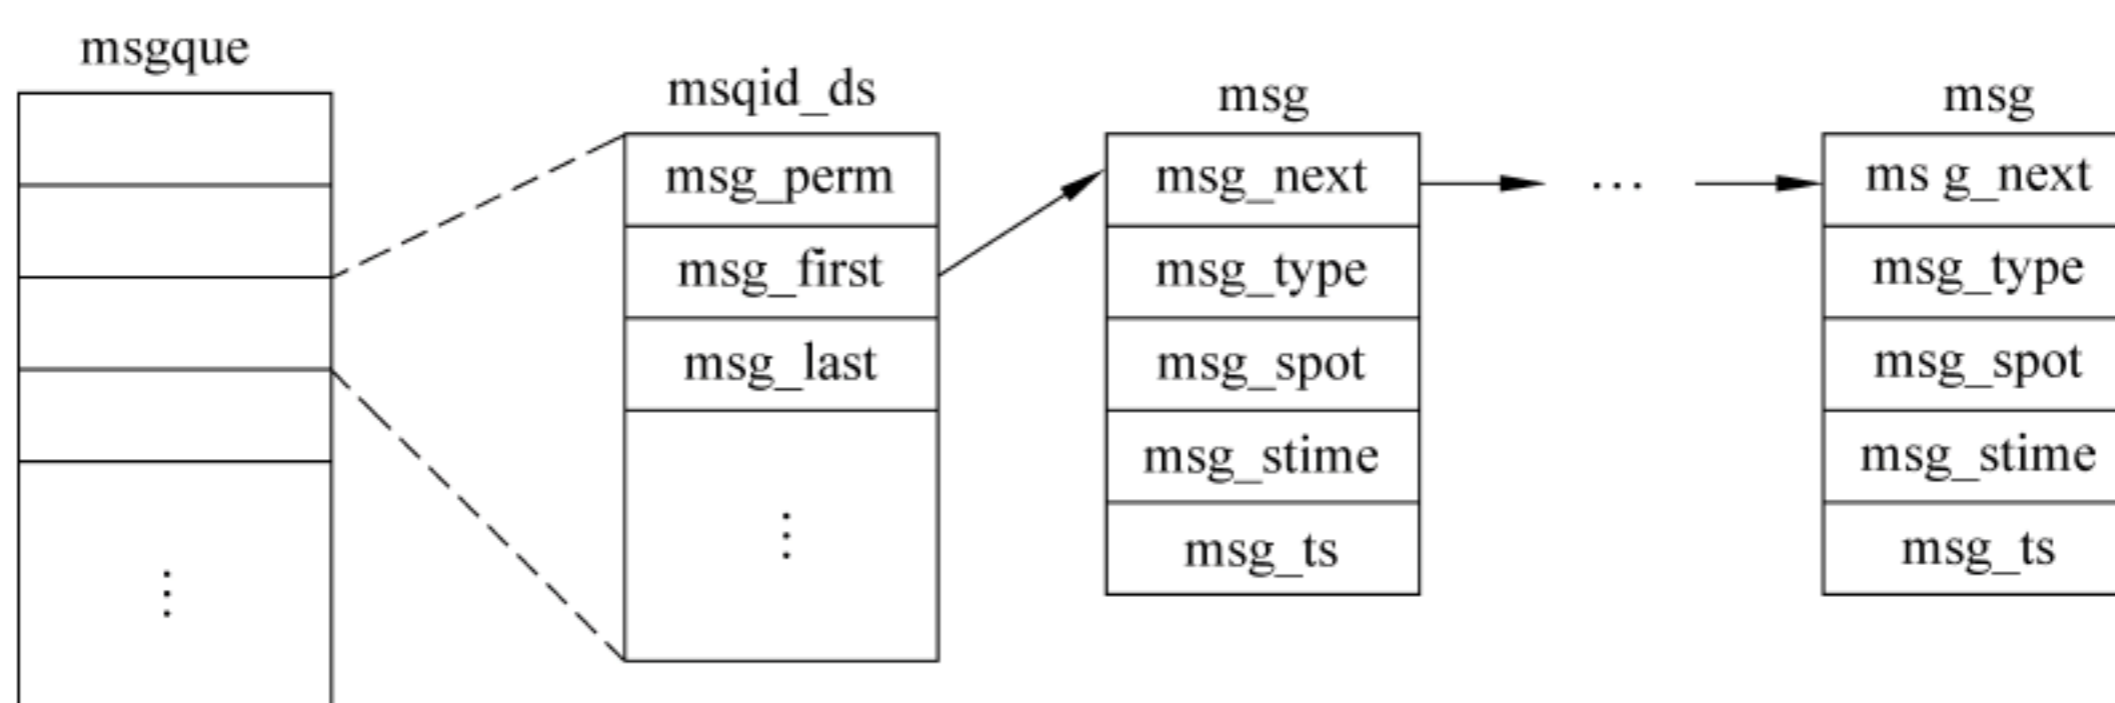 msgque
⋮
msqid_ds
msg_perm
msg_first
msg_last
⋮
msg
msg_next
msg_type
msg_spot
msg_stime
msg_ts
…
msg
ms g_next
msg_type
msg_spot
msg_stime
msg_ts